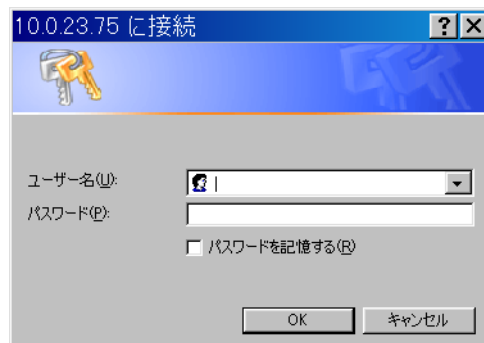 10.0.23.75 に接続
ユーザー名(U):
パスワード(P):
パスワードを記憶する(R)
OK
キャンセル